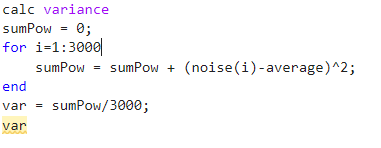 calc variance
sumPow = 0;
for i=1:3000
    sumPow = sumPow + (noise(i)-average)^2;
end
var = sumPow/3000;
var